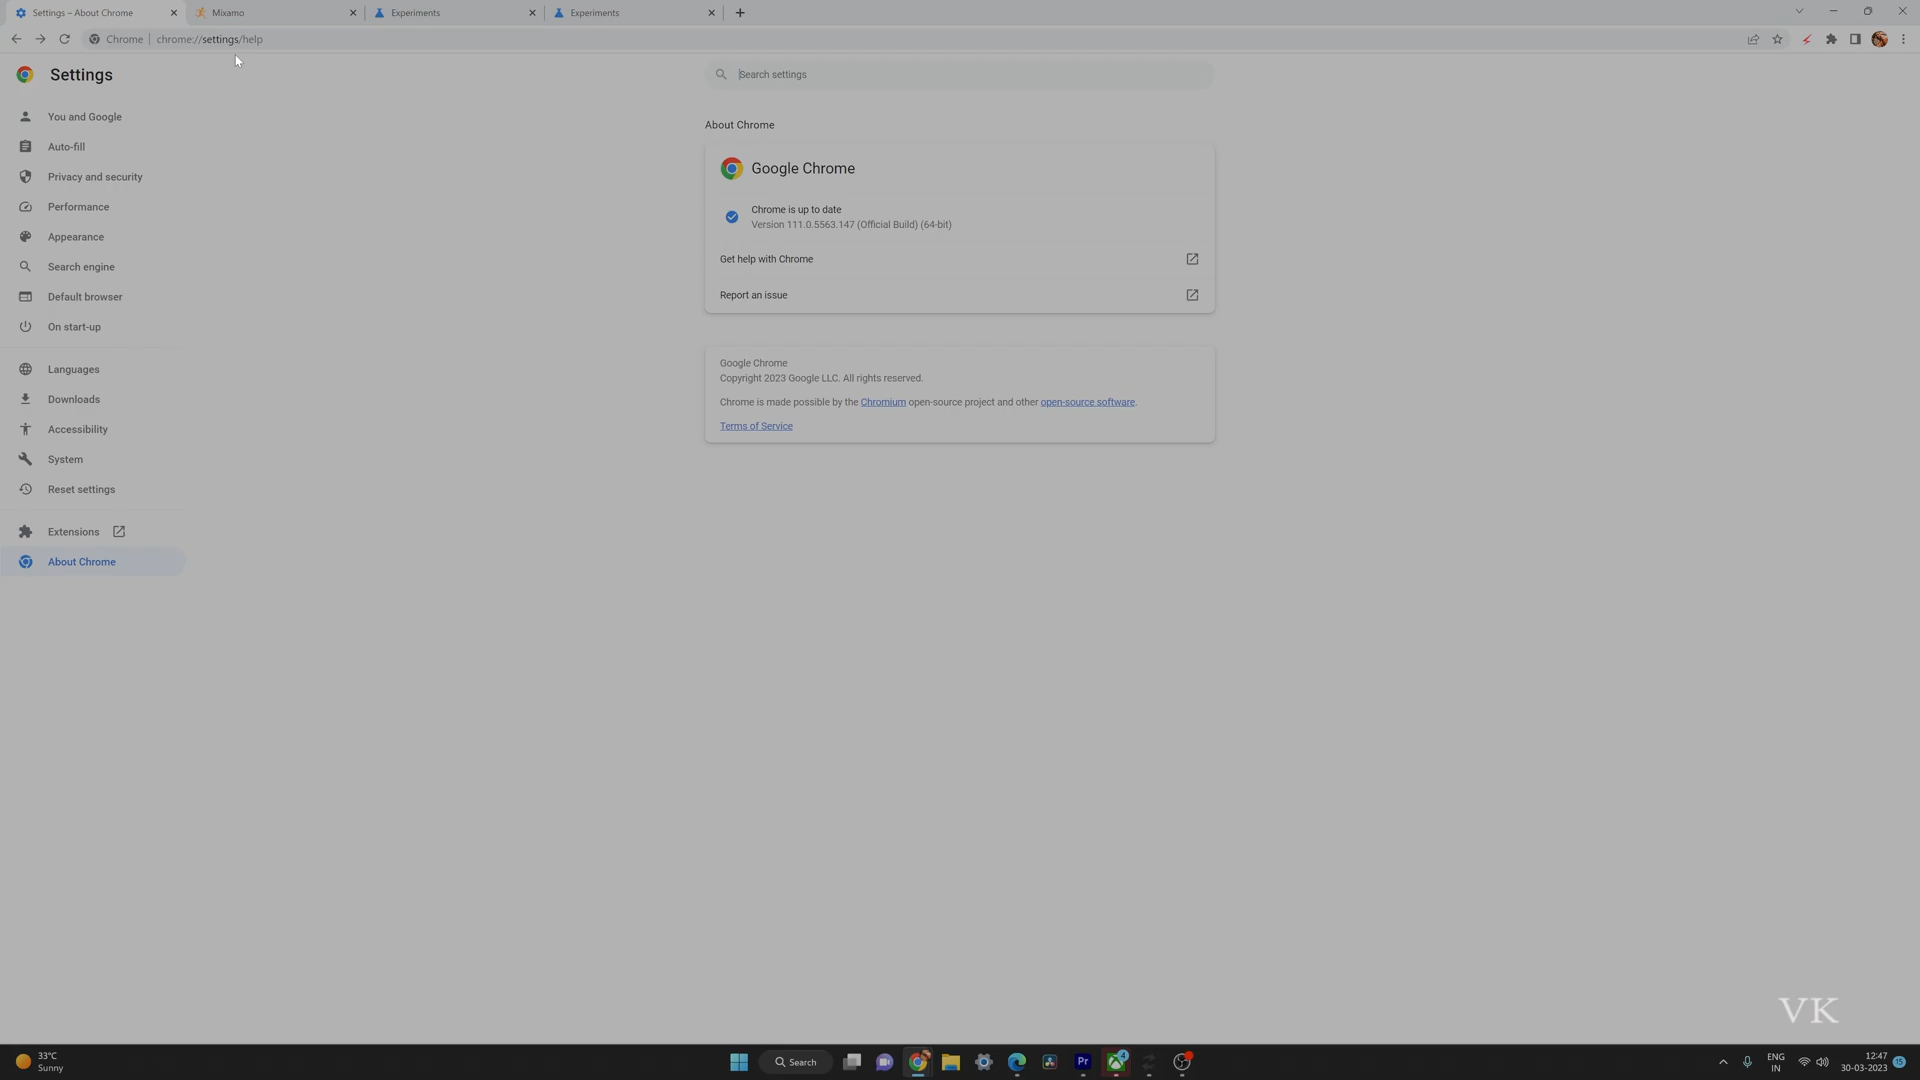 Settings – About Chrome
Mixamo
Experiments
Experiments
Chrome
chrome://settings/help
Settings
Search settings
You and Google
Auto-fill
Privacy and security
Performance
Appearance
Search engine
Default browser
On start-up
Languages
Downloads
Accessibility
System
Reset settings
Extensions
About Chrome
About Chrome
Google Chrome
Chrome is up to date
Version 111.0.5563.147 (Official Build) (64-bit)
Get help with Chrome
Report an issue
Google Chrome
Copyright 2023 Google LLC. All rights reserved.
Chrome is made possible by the Chromium open-source project and other open-source software.
Terms of Service
VK
33°C
Sunny
Search
Pr
4
ENG
IN
12:47
30-03-2023
15